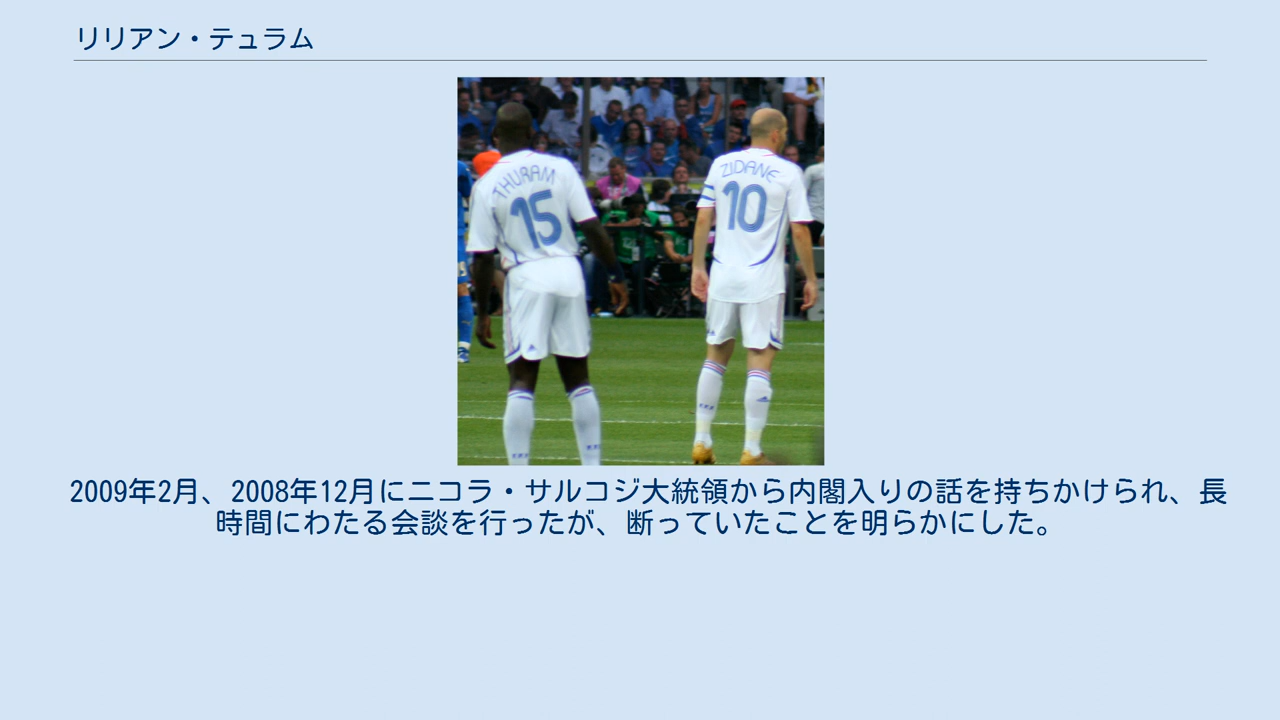 リリアン・テュラム
THURAM
15
ZIDANE
10
2009年2月、2008年12月にニコラ・サルコジ大統領から内閣入りの話を持ちかけられ、長
時間にわたる会談を行ったが、断っていたことを明らかにした。